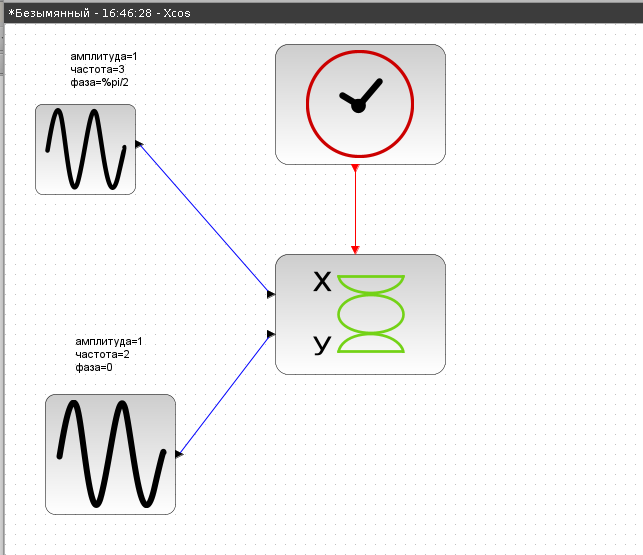 *Безымянный - 16:46:28 - Xcos
амплитуда=1
частота=3
фаза=%pi/2
X
У
амплитуда=1
частота=2
фаза=0